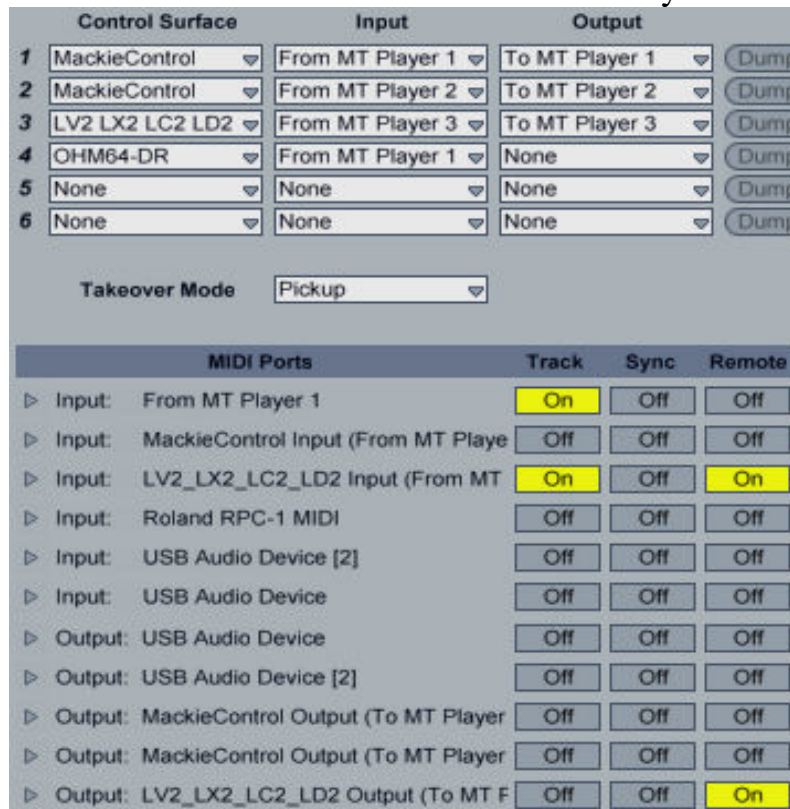 Control Surface Input Output
1 MackieControl From MT Player 1 To MT Player 1 Dump
2 MackieControl From MT Player 2 To MT Player 2 Dump
3 LV2 LX2 LC2 LD2 From MT Player 3 To MT Player 3 Dump
4 OHM64-DR From MT Player 1 None Dump
5 None None None Dump
6 None None None Dump
Takeover Mode Pickup
MIDI Ports Track Sync Remote
Input: From MT Player 1 On Off Off
Input: MackieControl Input (From MT Playe Off Off Off
Input: LV2_LX2_LC2_LD2 Input (From MT On Off On
Input: Roland RPC-1 MIDI Off Off Off
Input: USB Audio Device [2] Off Off Off
Input: USB Audio Device Off Off Off
Output: USB Audio Device Off Off Off
Output: USB Audio Device [2] Off Off Off
Output: MackieControl Output (To MT Player Off Off Off
Output: MackieControl Output (To MT Player Off Off Off
Output: LV2_LX2_LC2_LD2 Output (To MT F Off Off On